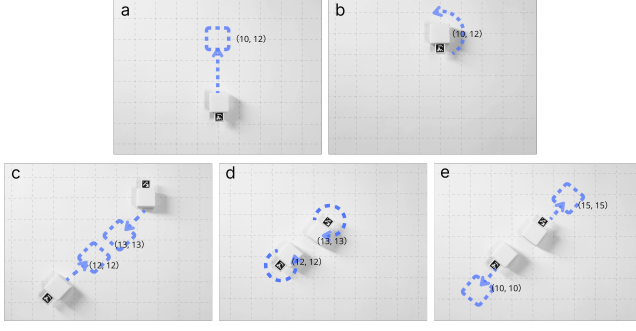 a
(10, 12)
b
(10, 12)
c
(13, 13)
(12, 12)
d
(13, 13)
(12, 12)
e
(15, 15)
(10, 10)